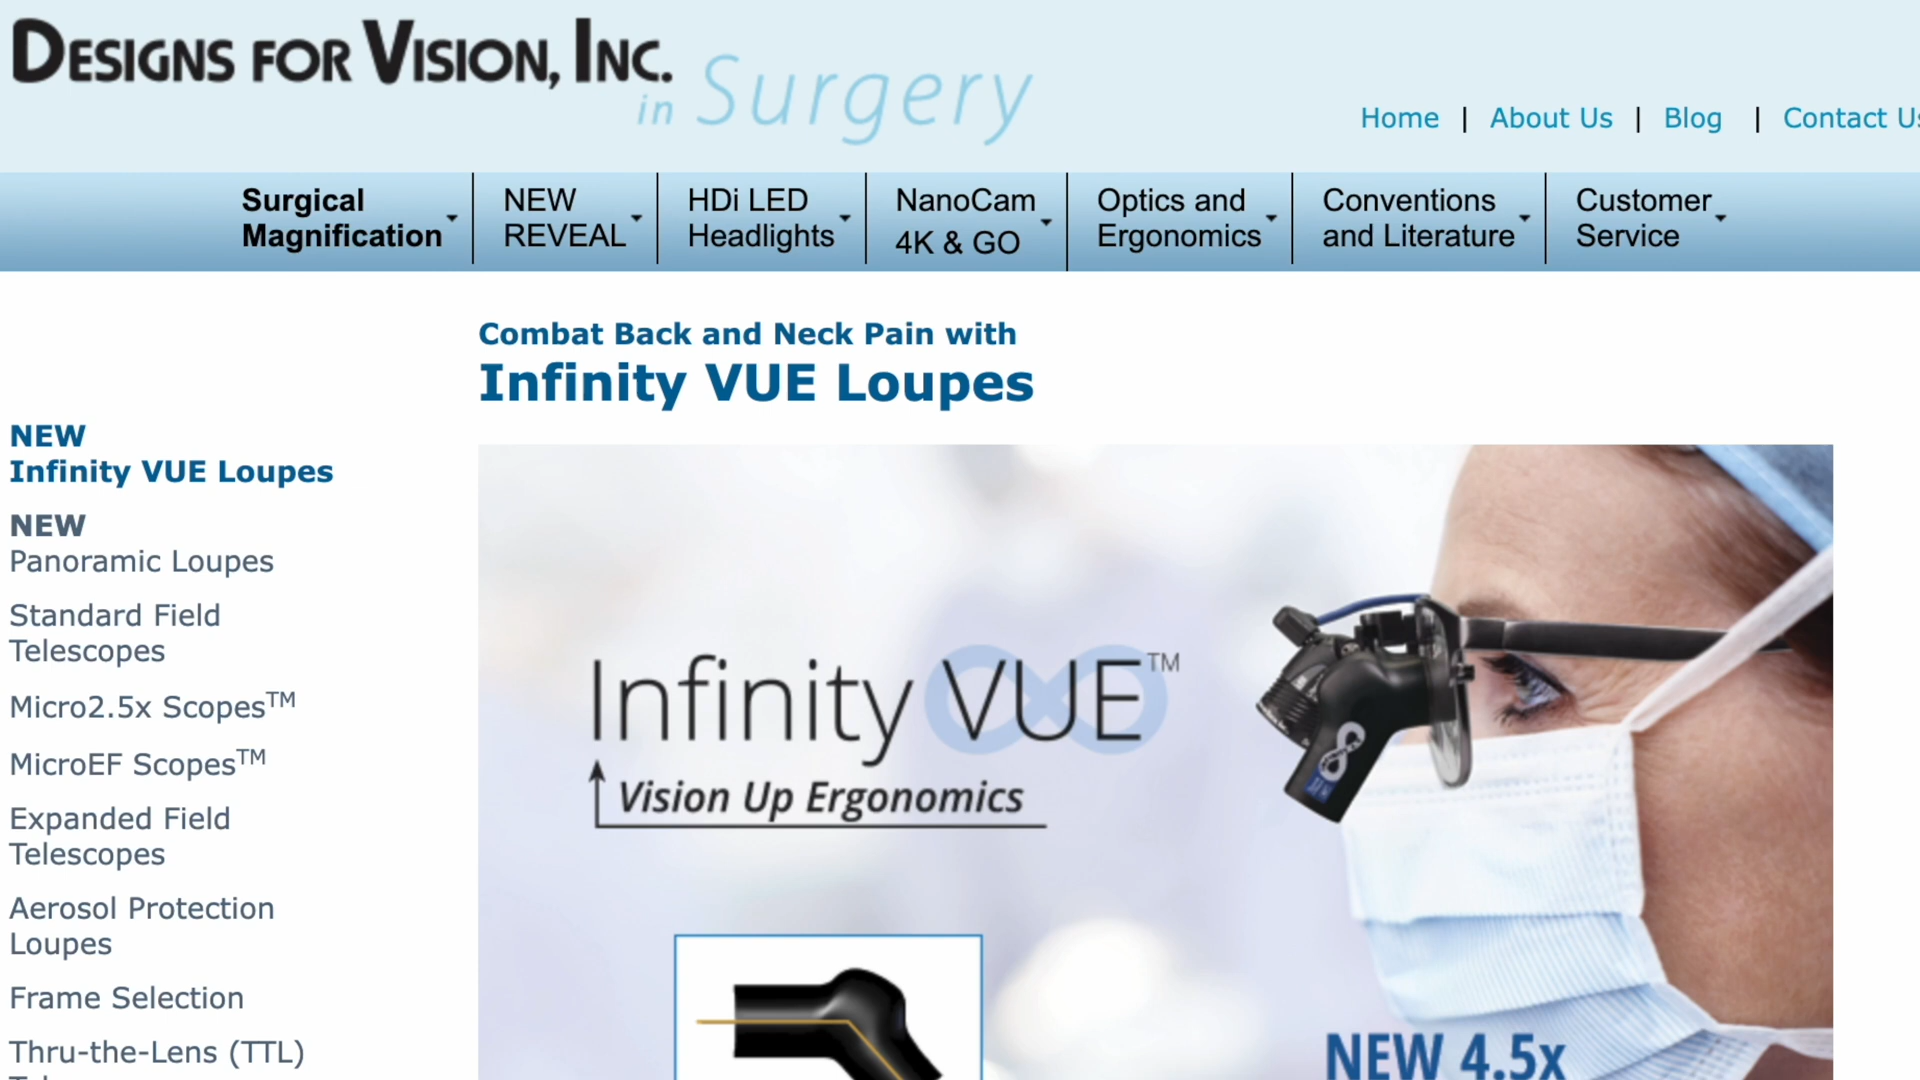 DESIGNS FOR VISION, INC.
in Surgery
Home | About Us | Blog | Contact Us
Surgical
Magnification
NEW
REVEAL
HDi LED
Headlights
NanoCam
4K & GO
Optics and
Ergonomics
Conventions
and Literature
Customer
Service
Combat Back and Neck Pain with
Infinity VUE Loupes
NEW
Infinity VUE Loupes
NEW
Panoramic Loupes
Standard Field
Telescopes
Micro2.5x Scopes™
MicroEF Scopes™
Expanded Field
Telescopes
Aerosol Protection
Loupes
Frame Selection
Thru-the-Lens (TTL)
Infinity VUE™
Vision Up Ergonomics
NEW 4.5x